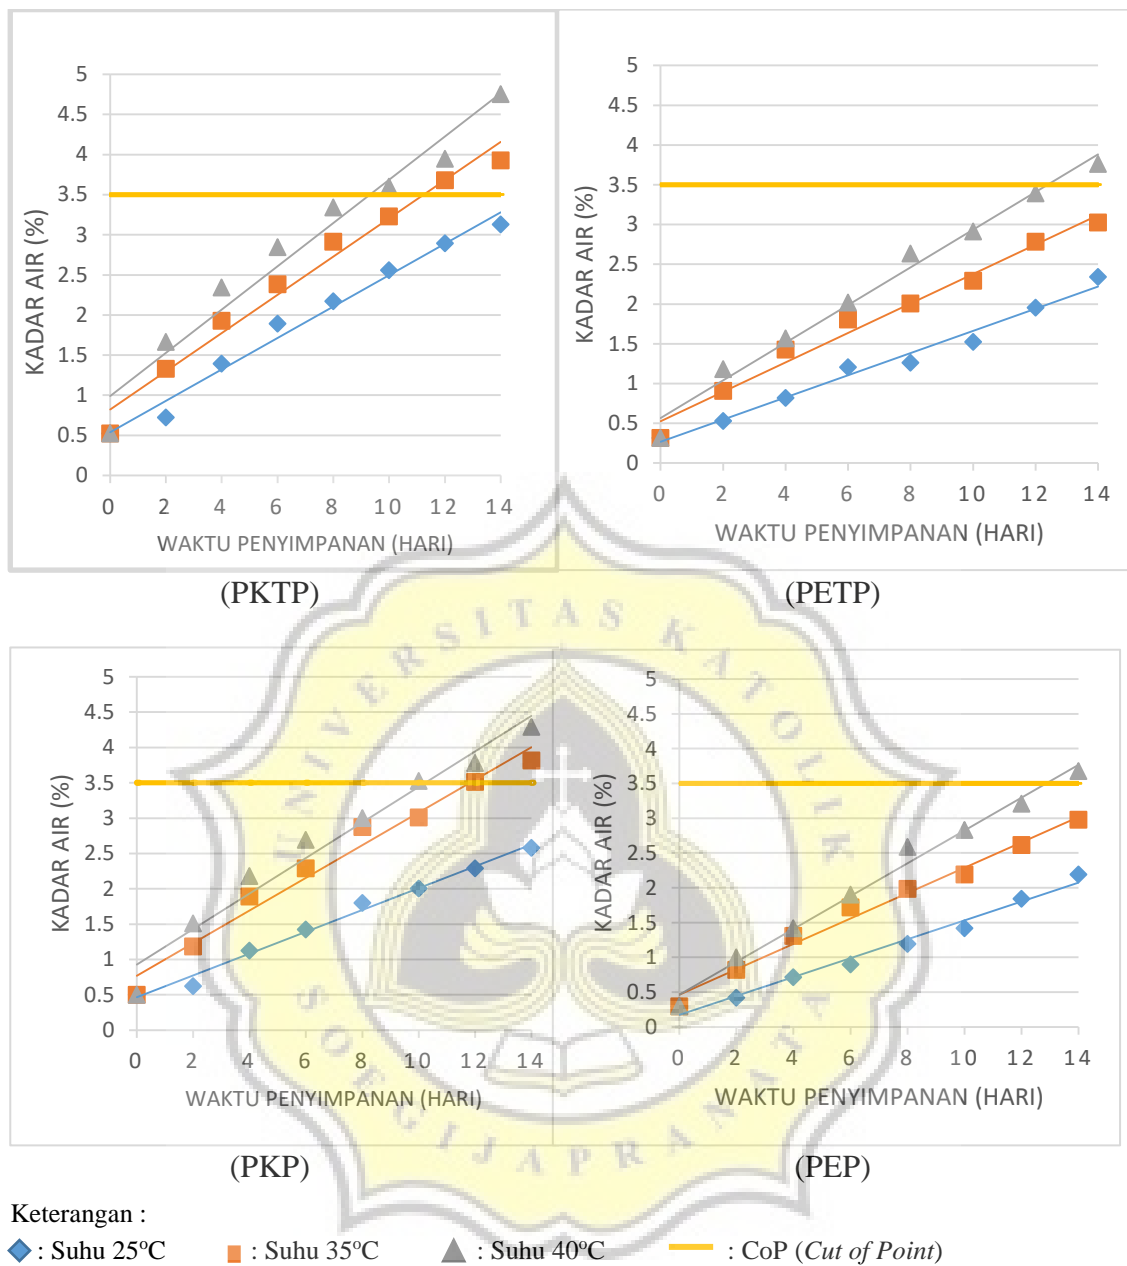 5
4.5
4
3.5
3
2.5
2
1.5
1
0.5
0
KADAR AIR (%)
0 2 4 6 8 10 12 14
WAKTU PENYIMPANAN (HARI)
(PKTP)
5
4.5
4
3.5
3
2.5
2
1.5
1
0.5
0
KADAR AIR (%)
0 2 4 6 8 10 12 14
WAKTU PENYIMPANAN (HARI)
(PETP)
UNIVERSITAS KATOLIK
SOEGIJAPRANATA
5
4.5
4
3.5
3
2.5
2
1.5
1
0.5
0
KADAR AIR (%)
0 2 4 6 8 10 12 14
WAKTU PENYIMPANAN (HARI)
(PKP)
5
4.5
4
3.5
3
2.5
2
1.5
1
0.5
0
KADAR AIR (%)
0 2 4 6 8 10 12 14
WAKTU PENYIMPANAN (HARI)
(PEP)
Keterangan :
: Suhu 25°C : Suhu 35°C : Suhu 40°C : CoP (Cut of Point)